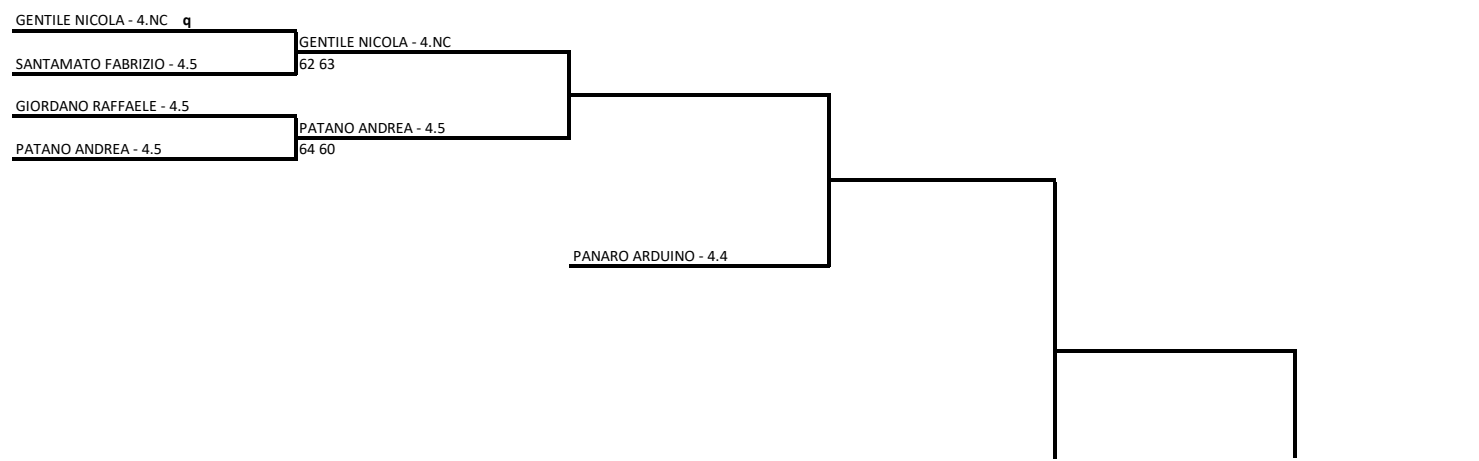 GENTILE NICOLA - 4.NC q
GENTILE NICOLA - 4.NC
SANTAMATO FABRIZIO - 4.5
62 63
GIORDANO RAFFAELE - 4.5
PATANO ANDREA - 4.5
PATANO ANDREA - 4.5
64 60
PANARO ARDUINO - 4.4